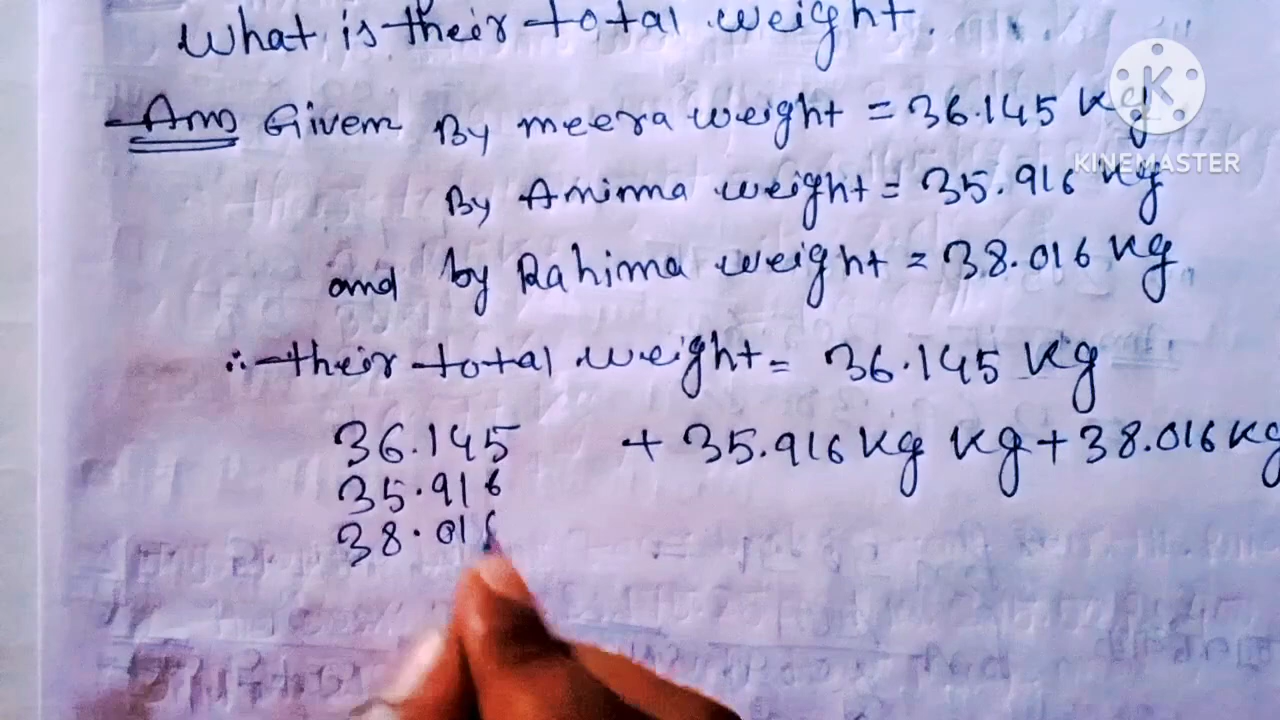 What is their total weight.
Ans Given By meera weight = 36.145 Kg
By Amima weight = 35.916 Kg
and by Rahima weight = 38.016 Kg
∴ their total weight = 36.145 Kg
+ 35.916 Kg Kg + 38.016 Kg
36.145
35.916
38.016
K
KINEMASTER